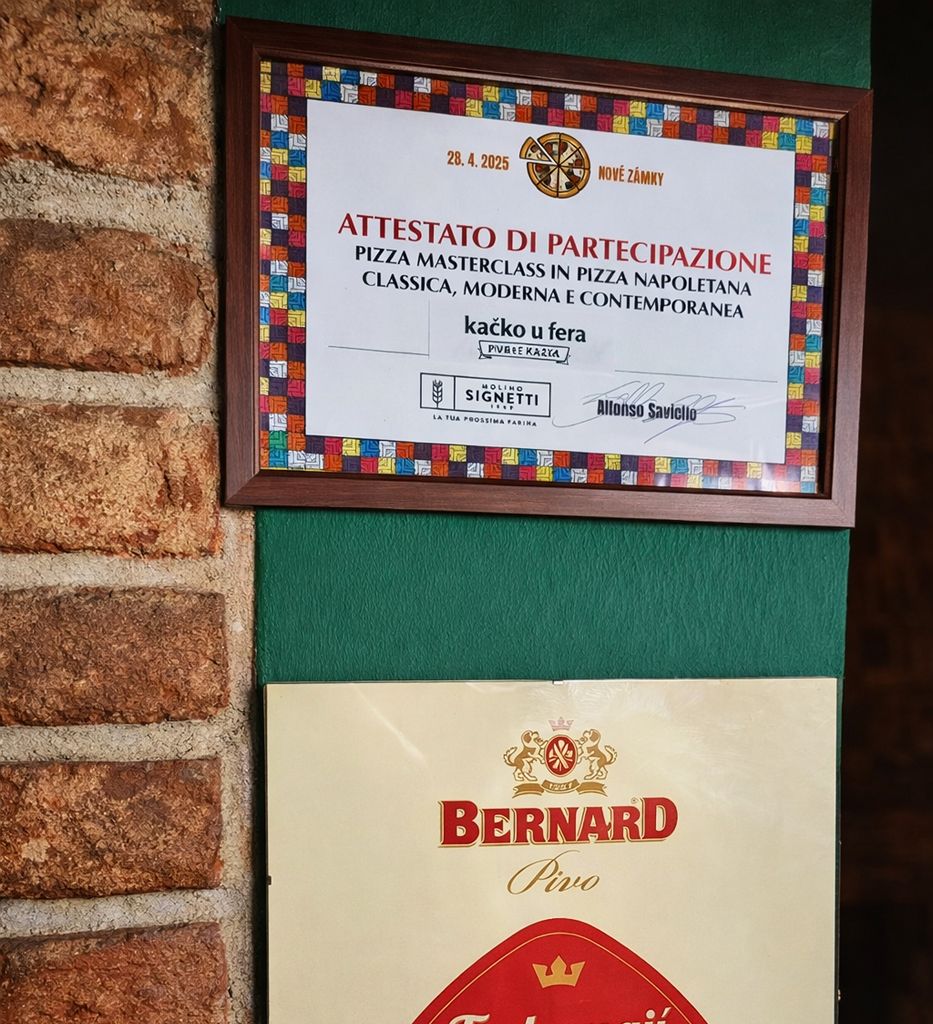 28. 4. 2025
NOVÉ ZÁMKY
ATTESTATO DI PARTECIPAZIONE
PIZZA MASTERCLASS IN PIZZA NAPOLETANA
CLASSICA, MODERNA E CONTEMPORANEA
kačko u fera
MOLINO
SIGNETTI
LA TUA PROSSIMA FARINA
Alfonso Saviello
BERNARD
Pivo